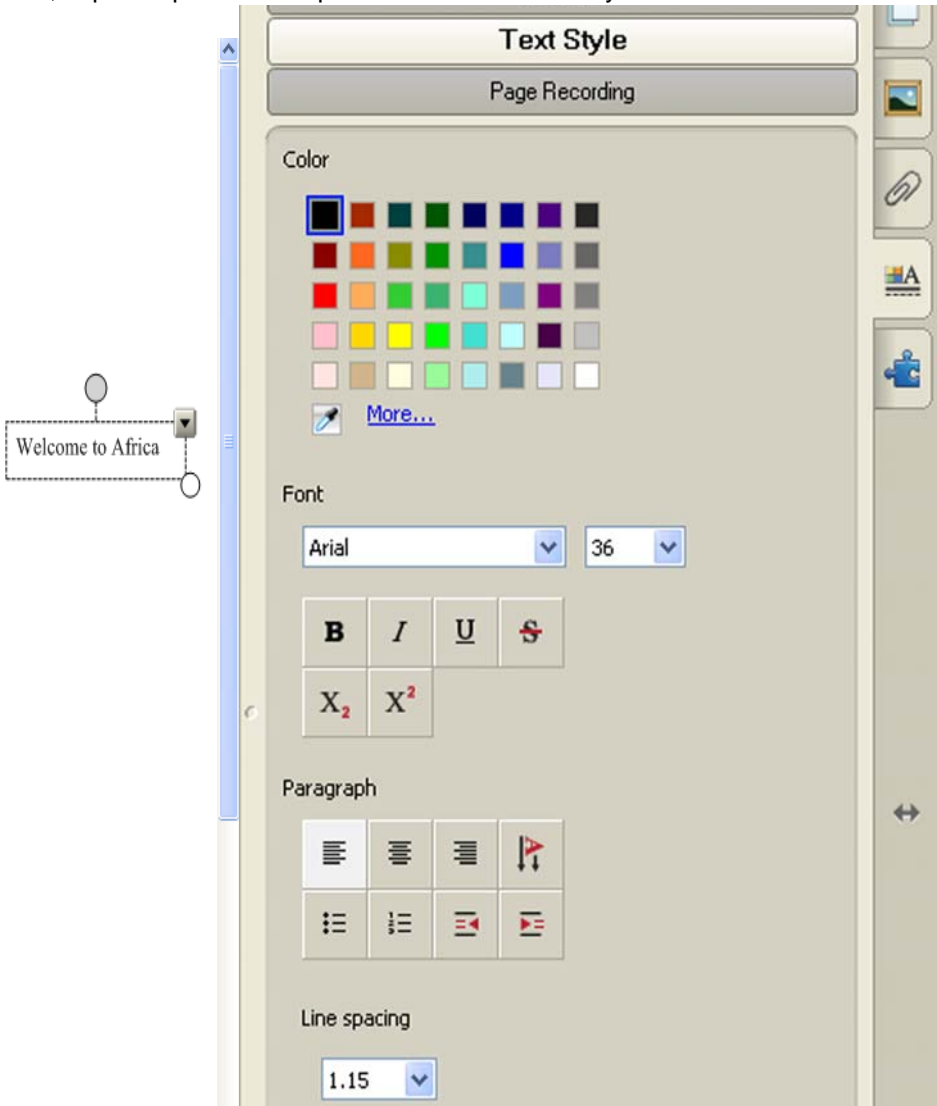 Text Style
Page Recording
Color
More...
Welcome to Africa
Font
Arial
36
B I U S
X₂ X²
Paragraph
Line spacing
1.15